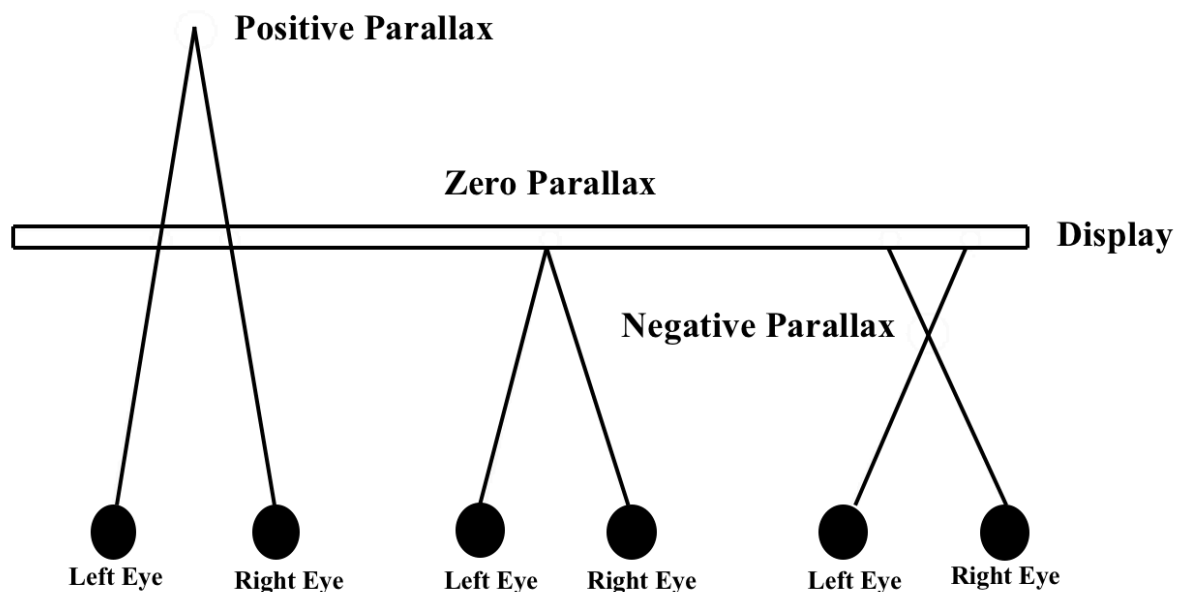 Positive Parallax
Zero Parallax
Display
Negative Parallax
Left Eye
Right Eye
Left Eye
Right Eye
Left Eye
Right Eye